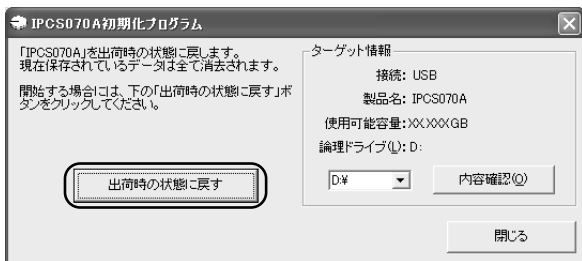 IPCS070A初期化プログラム
「IPCS070A」を出荷時の状態に戻します。
現在保存されているデータは全て消去されます。
開始する場合には、下の「出荷時の状態に戻す」ボ
タンをクリックしてください。
出荷時の状態に戻す
ターゲット情報
接続: USB
製品名: IPCS070A
使用可能容量:XX.XXXGB
論理ドライブ(L): D:
D:¥
内容確認(O)
閉じる